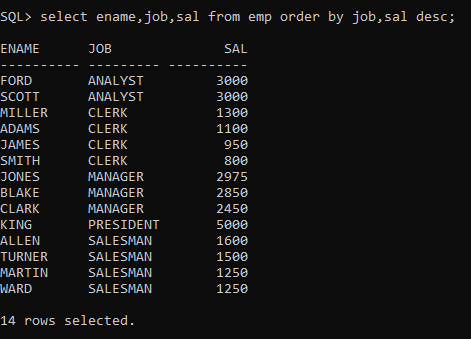 SQL> select ename,job,sal from emp order by job,sal desc;
ENAME      JOB              SAL
---------- --------- ----------
FORD       ANALYST         3000
SCOTT      ANALYST         3000
MILLER     CLERK           1300
ADAMS      CLERK           1100
JAMES      CLERK            950
SMITH      CLERK            800
JONES      MANAGER         2975
BLAKE      MANAGER         2850
CLARK      MANAGER         2450
KING       PRESIDENT       5000
ALLEN      SALESMAN        1600
TURNER     SALESMAN        1500
MARTIN     SALESMAN        1250
WARD       SALESMAN        1250
14 rows selected.